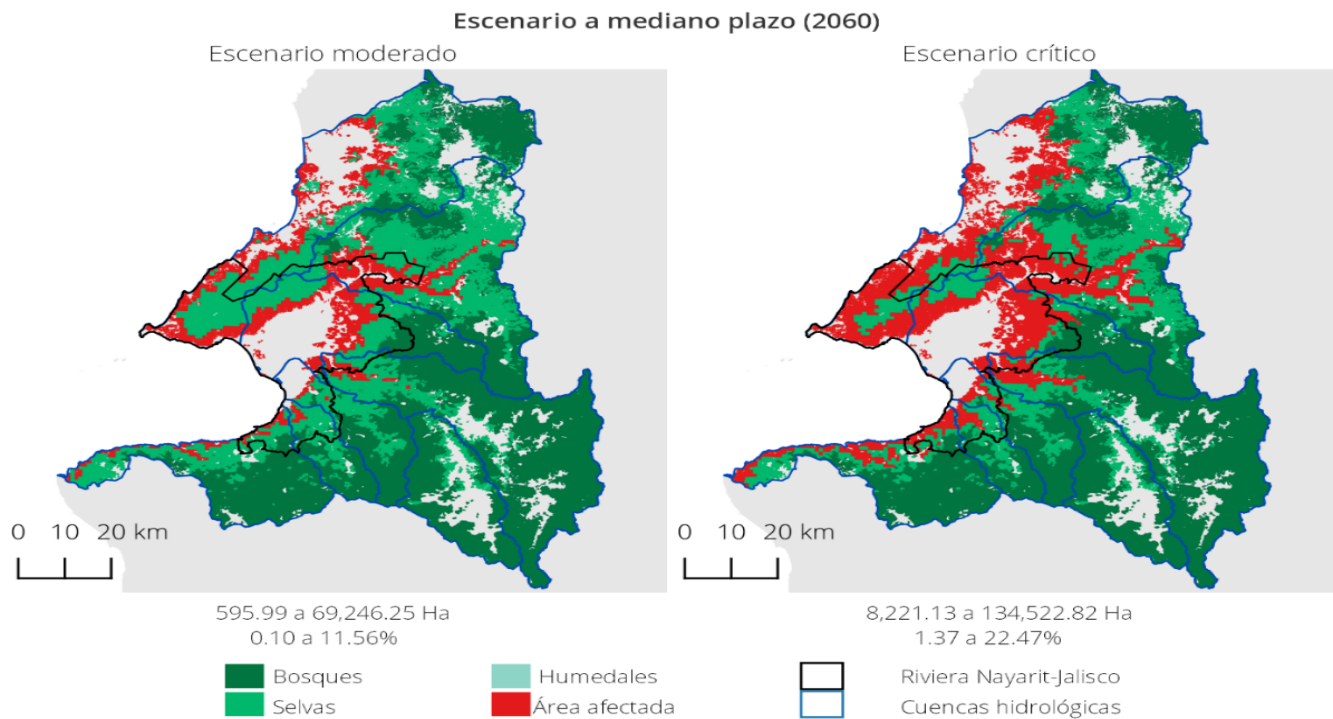 Escenario a mediano plazo (2060)
Escenario moderado
Escenario crítico
0 10 20 km
0 10 20 km
595.99 a 69,246.25 Ha
0.10 a 11.56%
8,221.13 a 134,522.82 Ha
1.37 a 22.47%
Bosques
Humedales
Riviera Nayarit-Jalisco
Selvas
Área afectada
Cuencas hidrológicas